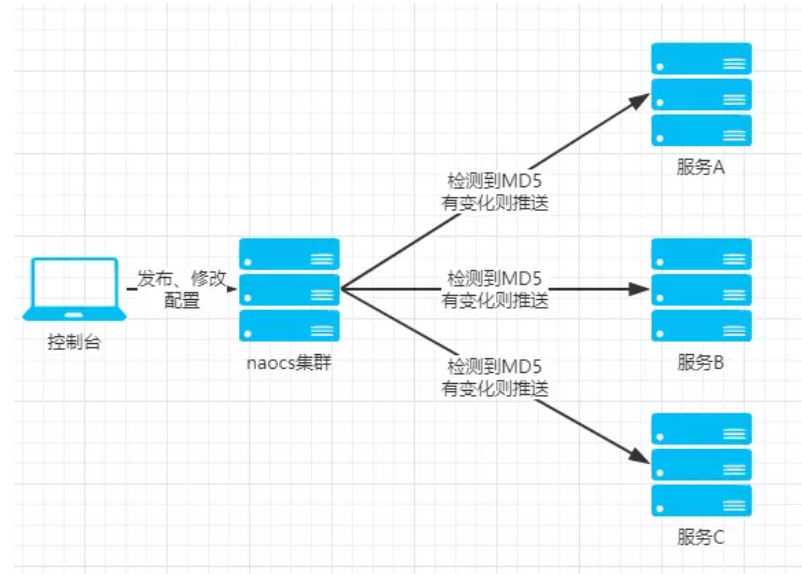 检测到MD5
有变化则推送
服务A
发布、修改
配置
控制台
naocs集群
检测到MD5
有变化则推送
服务B
检测到MD5
有变化则推送
服务C